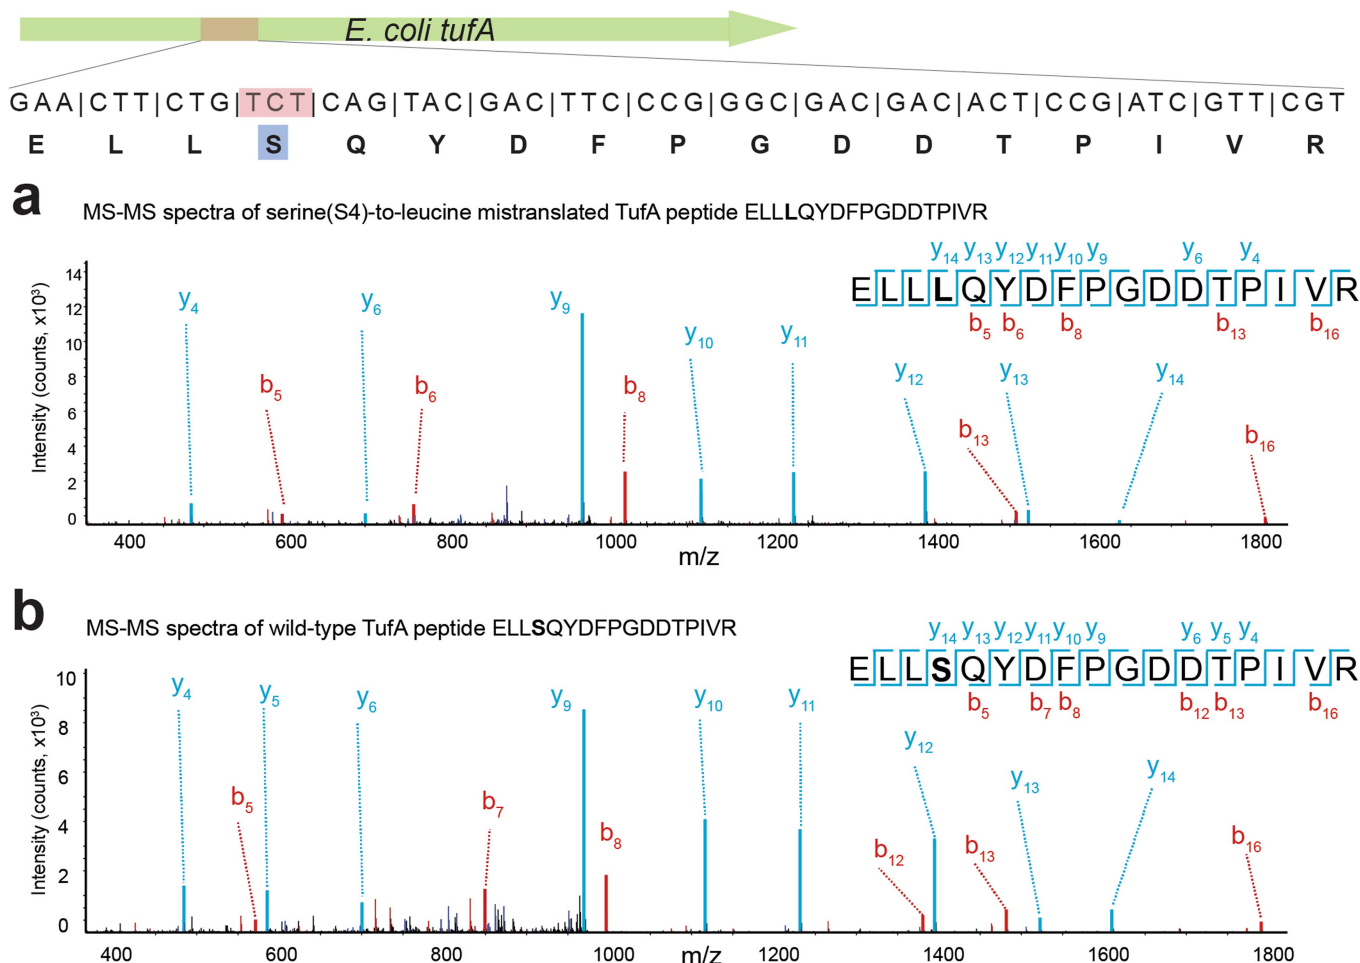 E. coli tufA
GAA|CTT|CTG|TCT|CAG|TAC|GAC|TTC|CCG|GGC|GAC|GAC|ACT|CCG|ATC|GTT|CGT
E L L S Q Y D F P G D D T P I V R
a
MS-MS spectra of serine(S4)-to-leucine mistranslated TufA peptide ELLLQYDFPGDDTPIVR
y14 y13 y12 y11 y10 y9 y6 y4
ELLLQYDFPGDDTPIVR
b5 b6 b8 b13 b16
Intensity (counts, x10³)
14
12
10
8
6
4
2
0
y4 b5 y6 b6 y9 b8 y10 y11 y12 b13 y13 y14 b16
400 600 800 1000 1200 1400 1600 1800
m/z
b
MS-MS spectra of wild-type TufA peptide ELLSQYDFPGDDTPIVR
y14 y13 y12 y11 y10 y9 y6 y5 y4
ELLSQYDFPGDDTPIVR
b5 b7 b8 b12 b13 b16
Intensity (counts, x10³)
10
8
6
4
2
0
y4 b5 y5 y6 b7 y9 b8 y10 y11 b12 y12 b13 y13 y14 b16
400 600 800 1000 1200 1400 1600 1800
m/z